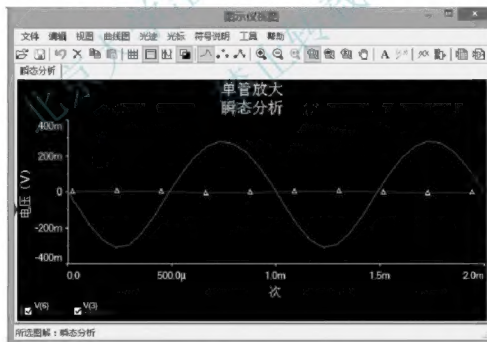 图示仪视图
文件 编辑 视图 曲线图 光迹 光标 符号说明 工具 帮助
瞬态分析
单管放大
瞬态分析
电压（V）
400m
200m
0
-200m
-400m
0.0 500.0μ 1.0m 1.5m 2.0m
次
V(6) V(3)
所选图解：瞬态分析